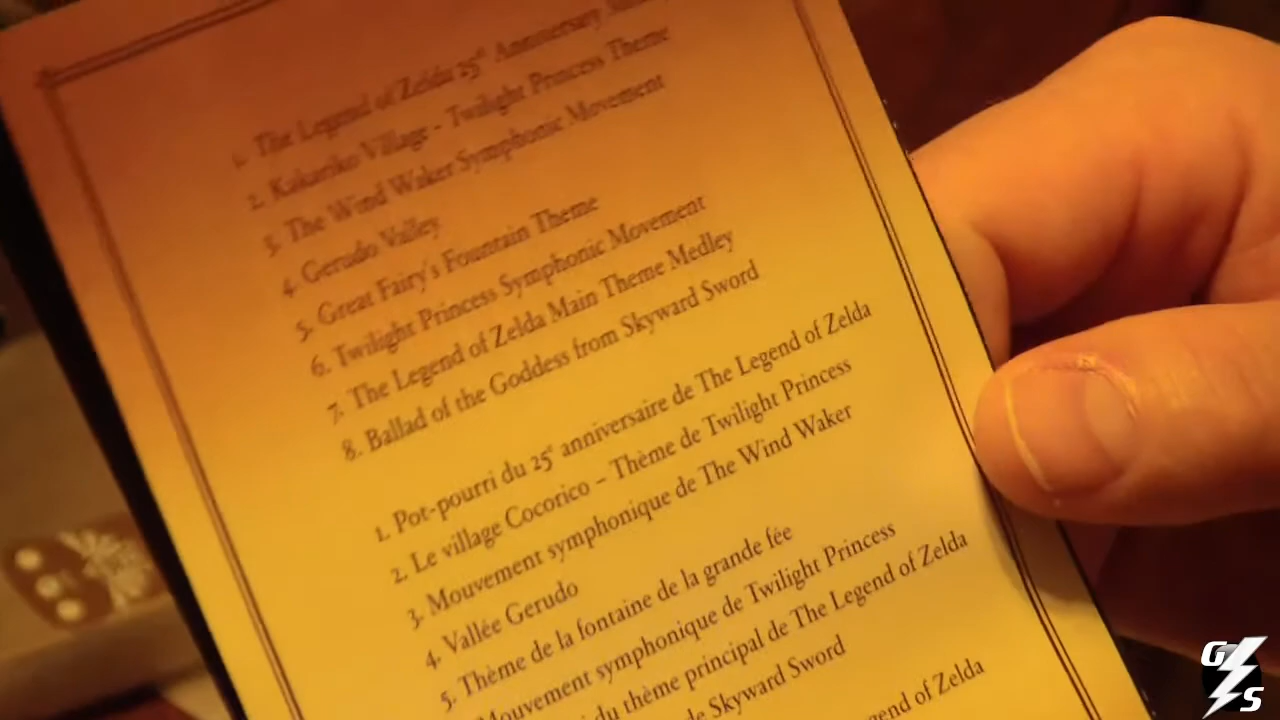 1. The Legend of Zelda 25th Anniversary
2. Kakariko Village - Twilight Princess Theme
3. The Wind Waker Symphonic Movement
4. Gerudo Valley
5. Great Fairy's Fountain Theme
6. Twilight Princess Symphonic Movement
7. The Legend of Zelda Main Theme Medley
8. Ballad of the Goddess from Skyward Sword
1. Pot-pourri du 25e anniversaire de The Legend of Zelda
2. Le village Cocorico – Thème de Twilight Princess
3. Mouvement symphonique de The Wind Waker
4. Vallée Gerudo
5. Thème de la fontaine de la grande fée
Mouvement symphonique de Twilight Princess
du thème principal de The Legend of Zelda
de Skyward Sword
Legend of Zelda
G S